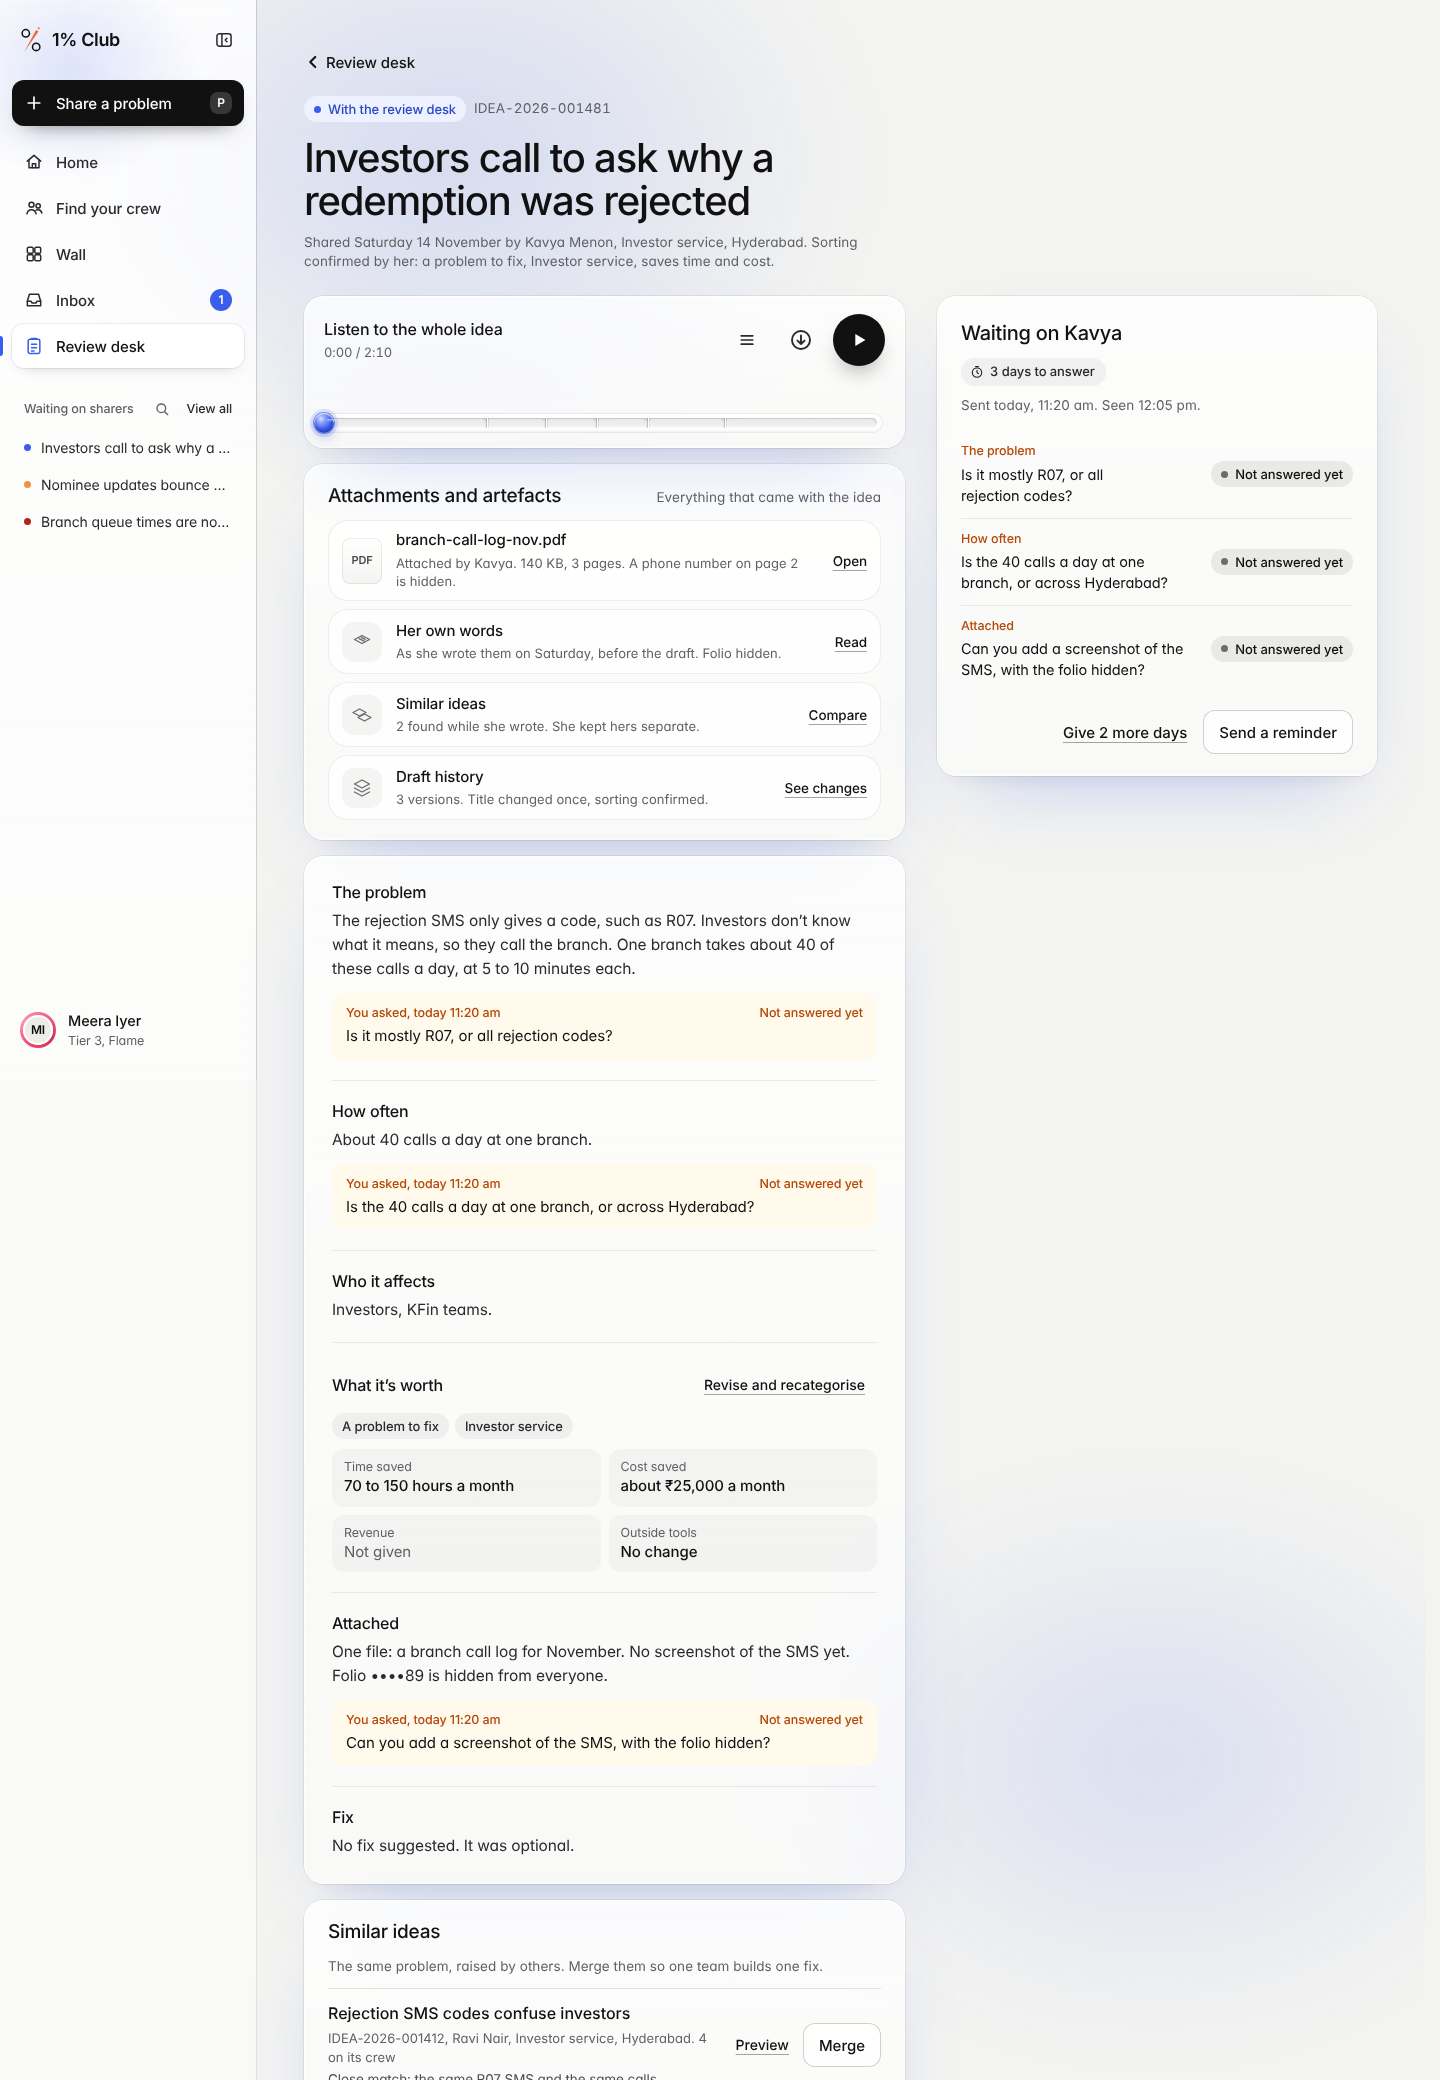 1% Club
Share a problem
P
Home
Find your crew
Wall
Inbox
1
Review desk
Waiting on sharers
View all
Investors call to ask why a ...
Nominee updates bounce ...
Branch queue times are no...
MI
Meera Iyer
Tier 3, Flame
Review desk
With the review desk
IDEA-2026-001481
Investors call to ask why a
redemption was rejected
Shared Saturday 14 November by Kavya Menon, Investor service, Hyderabad. Sorting
confirmed by her: a problem to fix, Investor service, saves time and cost.
Listen to the whole idea
0:00 / 2:10
Attachments and artefacts
Everything that came with the idea
PDF
branch-call-log-nov.pdf
Attached by Kavya. 140 KB, 3 pages. A phone number on page 2
is hidden.
Open
Her own words
As she wrote them on Saturday, before the draft. Folio hidden.
Read
Similar ideas
2 found while she wrote. She kept hers separate.
Compare
Draft history
3 versions. Title changed once, sorting confirmed.
See changes
The problem
The rejection SMS only gives a code, such as R07. Investors don’t know
what it means, so they call the branch. One branch takes about 40 of
these calls a day, at 5 to 10 minutes each.
You asked, today 11:20 am
Not answered yet
Is it mostly R07, or all rejection codes?
How often
About 40 calls a day at one branch.
You asked, today 11:20 am
Not answered yet
Is the 40 calls a day at one branch, or across Hyderabad?
Who it affects
Investors, KFin teams.
What it’s worth
Revise and recategorise
A problem to fix
Investor service
Time saved
70 to 150 hours a month
Cost saved
about ₹25,000 a month
Revenue
Not given
Outside tools
No change
Attached
One file: a branch call log for November. No screenshot of the SMS yet.
Folio ••••89 is hidden from everyone.
You asked, today 11:20 am
Not answered yet
Can you add a screenshot of the SMS, with the folio hidden?
Fix
No fix suggested. It was optional.
Similar ideas
The same problem, raised by others. Merge them so one team builds one fix.
Rejection SMS codes confuse investors
IDEA-2026-001412, Ravi Nair, Investor service, Hyderabad. 4
on its crew
Close match: the same R07 SMS and the same calls
Preview
Merge
Waiting on Kavya
3 days to answer
Sent today, 11:20 am. Seen 12:05 pm.
The problem
Is it mostly R07, or all
rejection codes?
Not answered yet
How often
Is the 40 calls a day at one
branch, or across Hyderabad?
Not answered yet
Attached
Can you add a screenshot of the
SMS, with the folio hidden?
Not answered yet
Give 2 more days
Send a reminder